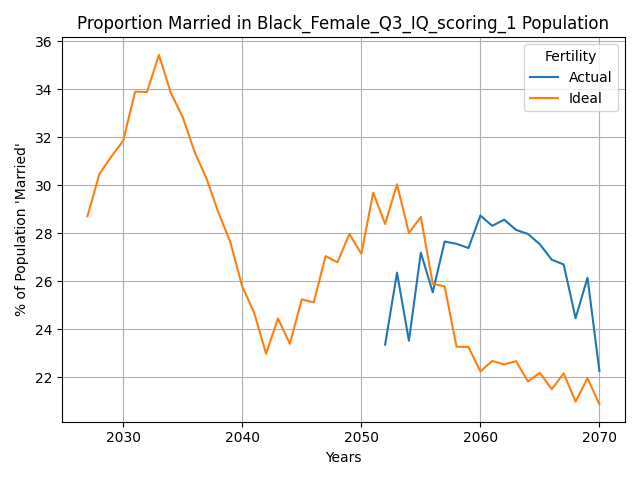 Proportion Married in Black_Female_Q3_IQ_scoring_1 Population
% of Population 'Married'
36
34
32
30
28
26
24
22
Fertility
Actual
Ideal
2030
2040
2050
2060
2070
Years